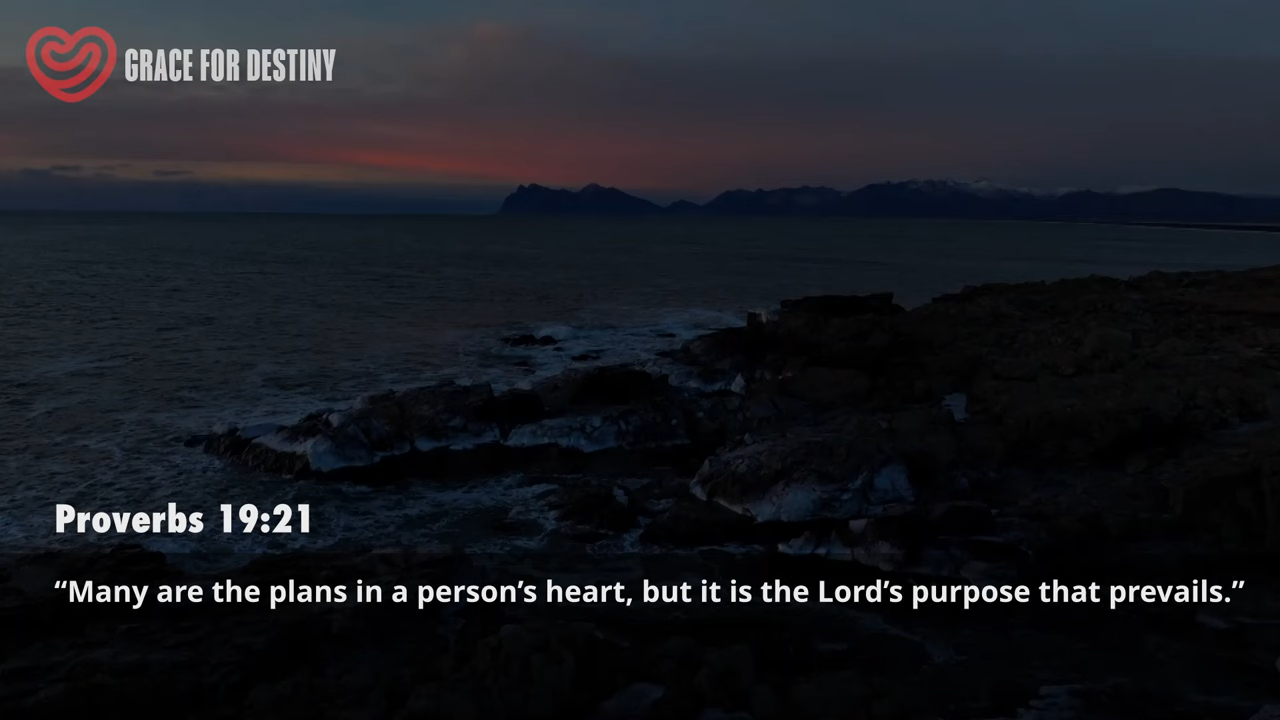 GRACE FOR DESTINY
Proverbs 19:21
“Many are the plans in a person’s heart, but it is the Lord’s purpose that prevails.”